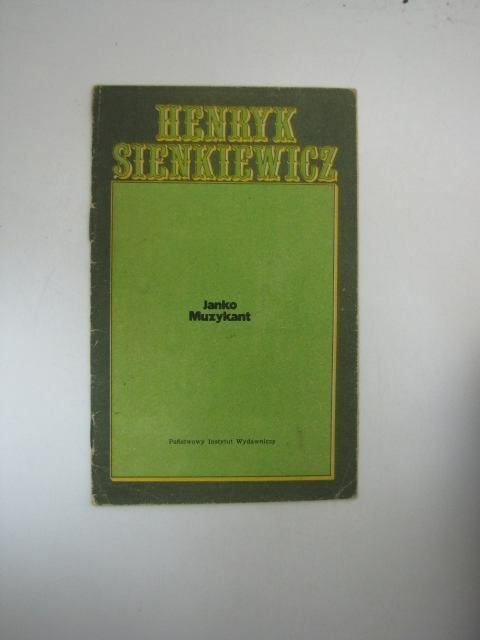 HENRYK
SIENKIEWICZ
Janko
Muzykant
Państwowy Instytut Wydawniczy